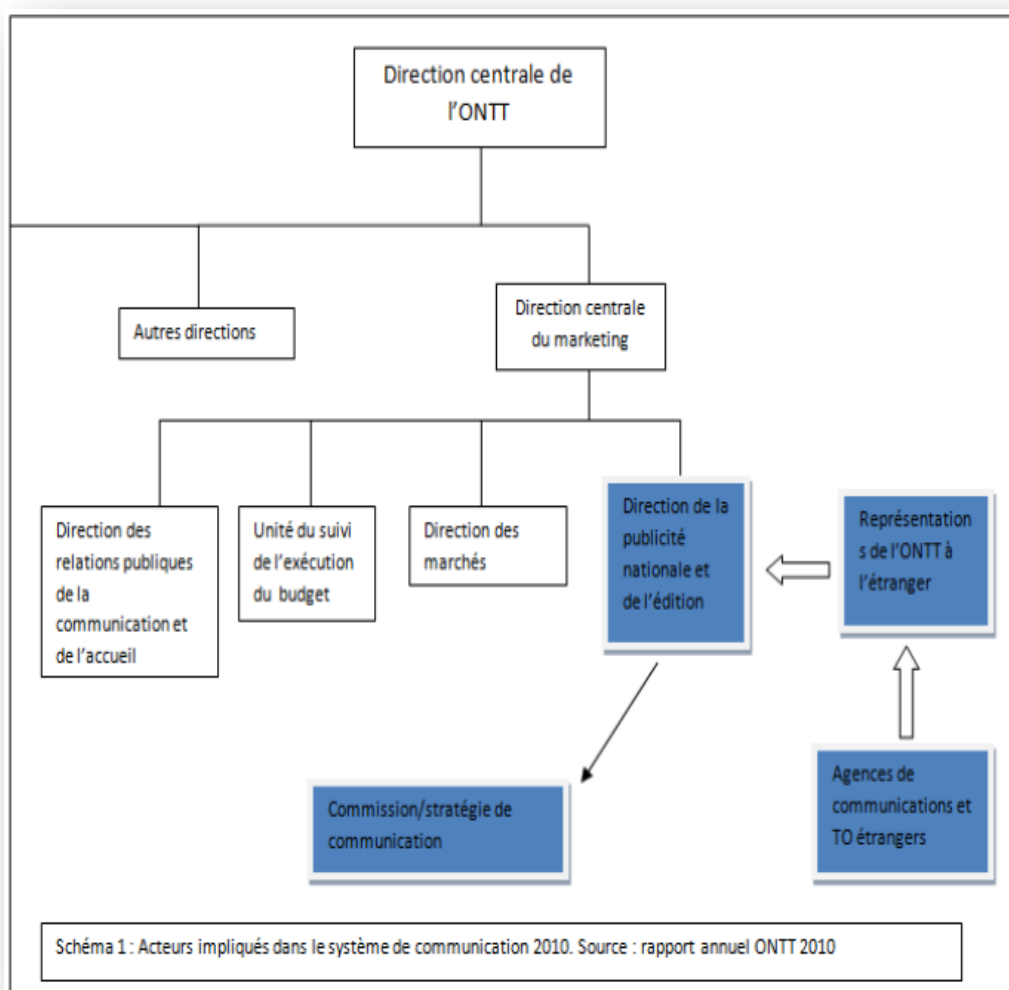 Direction centrale de
l'ONTT
Autres directions
Direction centrale
du marketing
Direction des
relations publiques
de la
communication et
de l'accueil
Unité du suivi
de l'exécution
du budget
Direction des
marchés
Direction de la
publicité
nationale et
de l'édition
Représentation
s de l'ONTT à
l'étranger
Commission/stratégie de
communication
Agences de
communications et
TO étrangers
Schéma 1 : Acteurs impliqués dans le système de communication 2010. Source : rapport annuel ONTT 2010